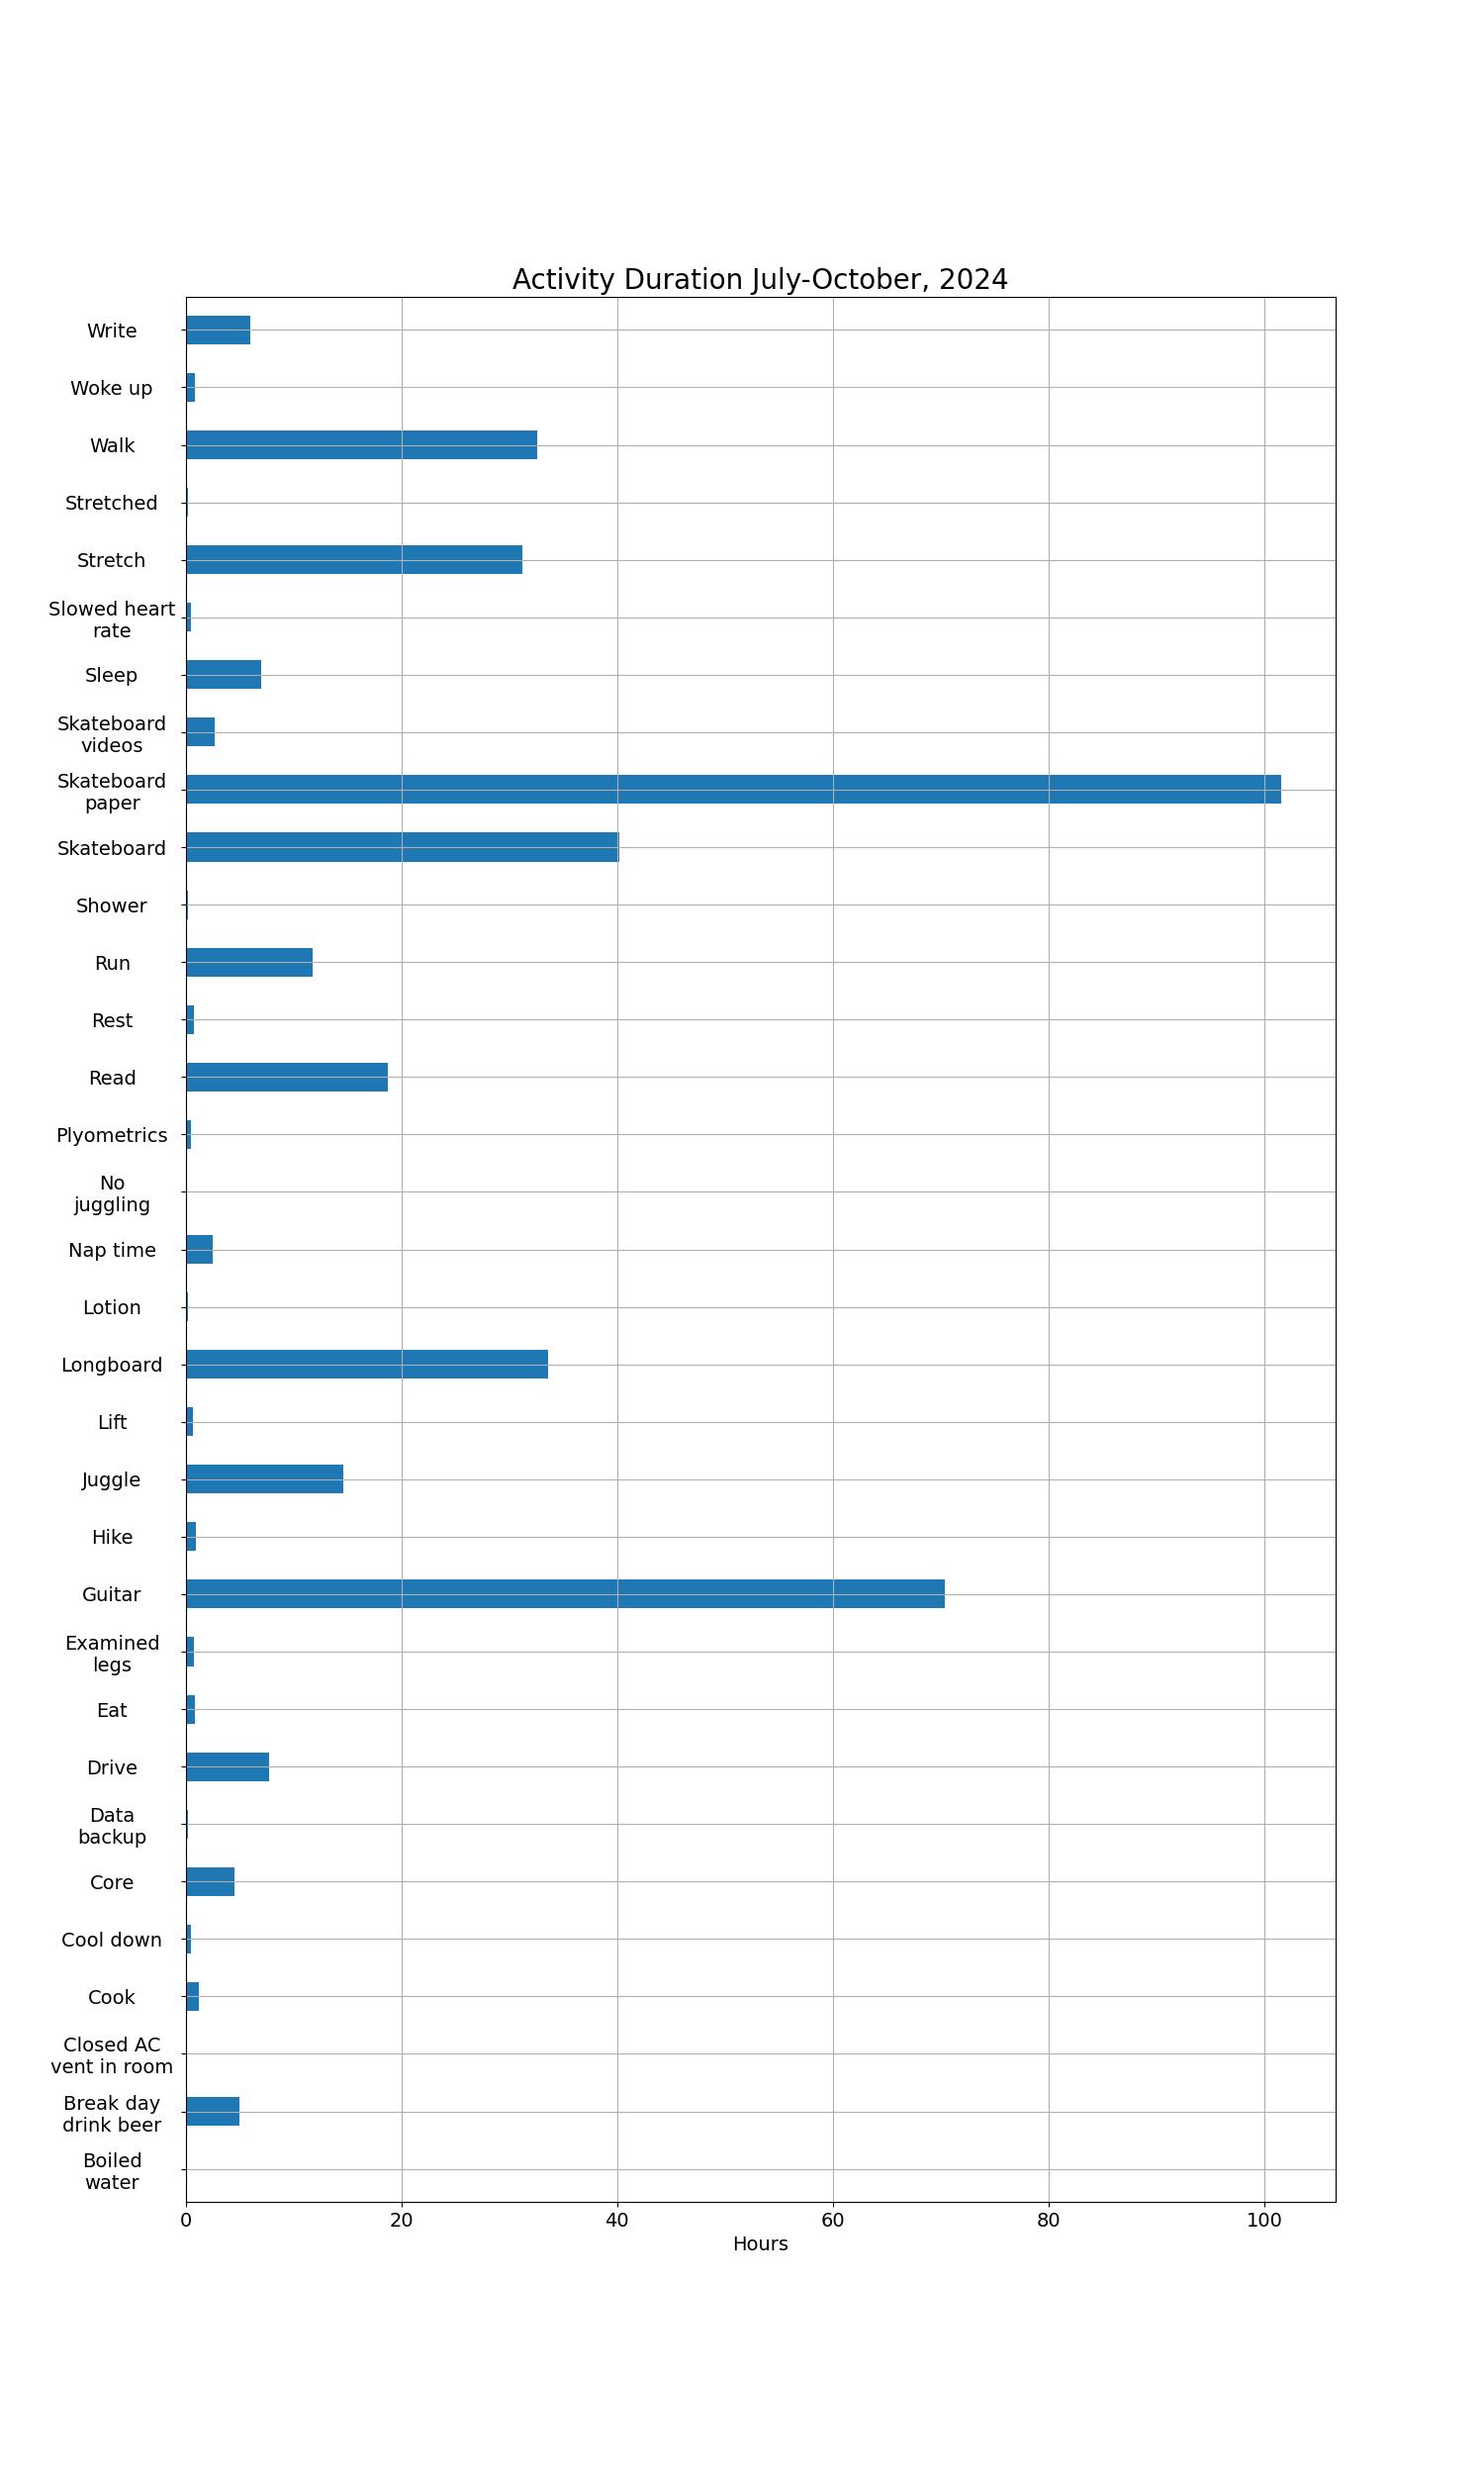 Activity Duration July-October, 2024
Write
Woke up
Walk
Stretched
Stretch
Slowed heart
rate
Sleep
Skateboard
videos
Skateboard
paper
Skateboard
Shower
Run
Rest
Read
Plyometrics
No
juggling
Nap time
Lotion
Longboard
Lift
Juggle
Hike
Guitar
Examined
legs
Eat
Drive
Data
backup
Core
Cool down
Cook
Closed AC
vent in room
Break day
drink beer
Boiled
water
0 20 40 60 80 100
Hours